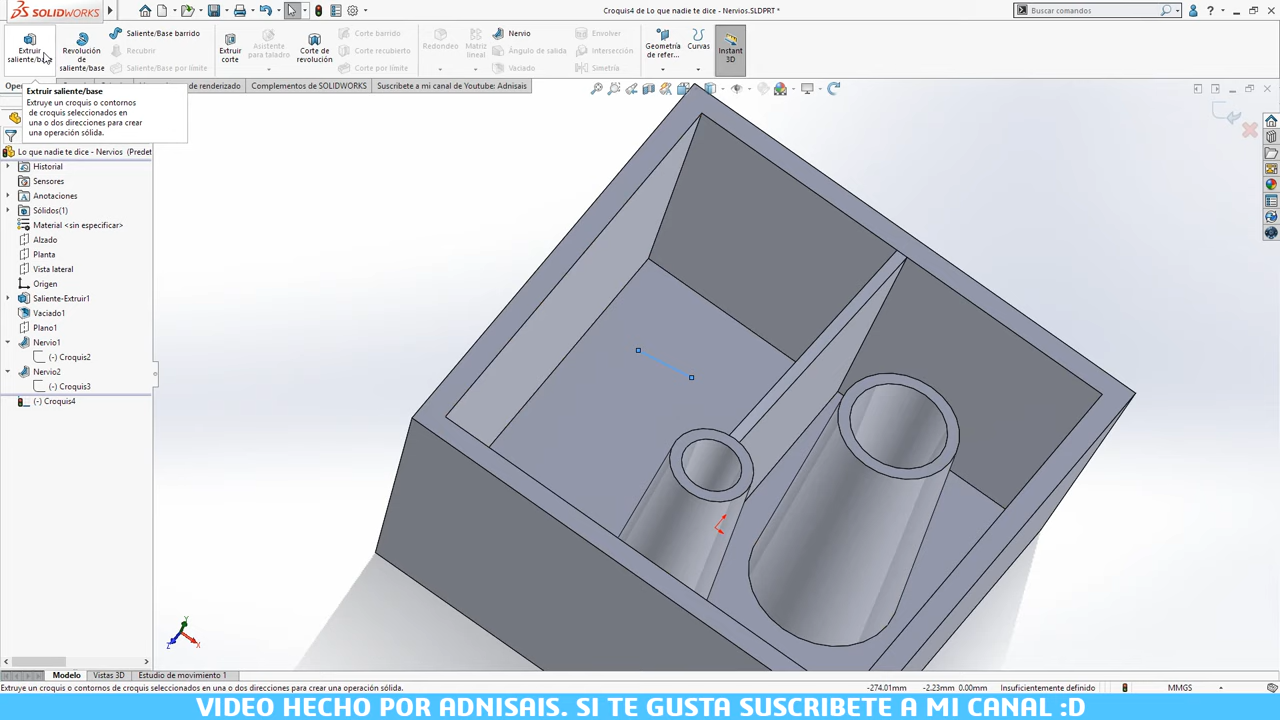 SOLIDWORKS
Croquis4 de Lo que nadie te dice - Nervios.SLDPRT *
Buscar comandos
Extruir saliente/base
Revolución de saliente/base
Saliente/Base barrido
Recubrir
Saliente/Base por límite
Extruir corte
Asistente para taladro
Corte de revolución
Corte barrido
Corte recubierto
Corte por límite
Redondeo
Matriz lineal
Nervio
Ángulo de salida
Vaciado
Envolver
Intersección
Simetría
Geometría de refer...
Curvas
Instant 3D
Oper
de renderizado
Complementos de SOLIDWORKS
Suscribete a mi canal de Youtube: Adnisais
Extruir saliente/base
Extruye un croquis o contornos
de croquis seleccionados en
una o dos direcciones para crear
una operación sólida.
Lo que nadie te dice - Nervios (Predet
Historial
Sensores
Anotaciones
Sólidos(1)
Material <sin especificar>
Alzado
Planta
Vista lateral
Origen
Saliente-Extruir1
Vaciado1
Plano1
Nervio1
(-) Croquis2
Nervio2
(-) Croquis3
(-) Croquis4
Y
Z
X
Modelo
Vistas 3D
Estudio de movimiento 1
Extruye un croquis o contornos de croquis seleccionados en una o dos direcciones para crear una operación sólida.
-274.01mm
-2.23mm 0.00mm
Insuficientemente definido
MMGS
VIDEO HECHO POR ADNISAIS. SI TE GUSTA SUSCRIBETE A MI CANAL :D